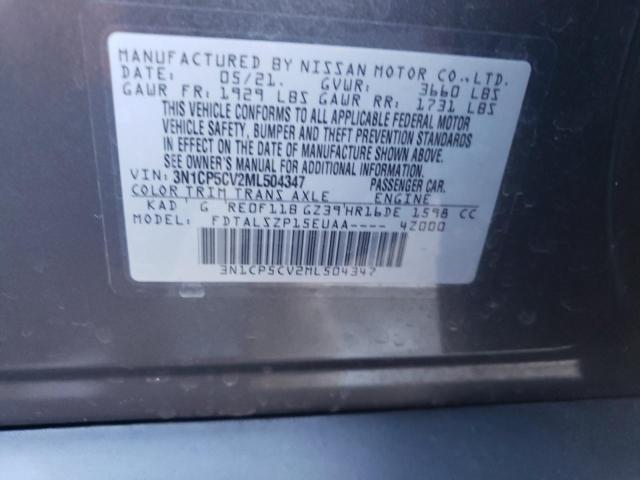 MANUFACTURED BY NISSAN MOTOR CO.,LTD.
DATE: 05/21. GVWR: 3660 LBS
GAWR FR: 1929 LBS GAWR RR: 1731 LBS
THIS VEHICLE CONFORMS TO ALL APPLICABLE FEDERAL MOTOR
VEHICLE SAFETY, BUMPER AND THEFT PREVENTION STANDARDS
IN EFFECT ON THE DATE OF MANUFACTURE SHOWN ABOVE.
SEE OWNER'S MANUAL FOR ADDITIONAL INFORMATION.
VIN: 3N1CP5CV2ML504347 PASSENGER CAR.
COLOR TRIM TRANS AXLE ENGINE
KAD G RE0F11B GZ39 HR16DE 1598 CC
MODEL: FDTALSZP15EUAA---- 4Z000
3N1CP5CV2ML504347